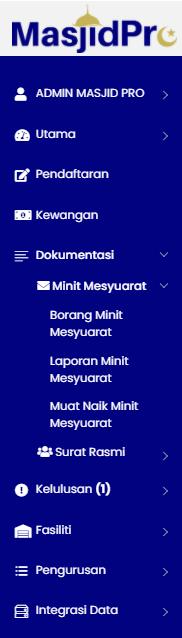 MasjidPro
ADMIN MASJID PRO
Utama
Pendaftaran
Kewangan
Dokumentasi
Minit Mesyuarat
Borang Minit
Mesyuarat
Laporan Minit
Mesyuarat
Muat Naik Minit
Mesyuarat
Surat Rasmi
Kelulusan (1)
Fasiliti
Pengurusan
Integrasi Data